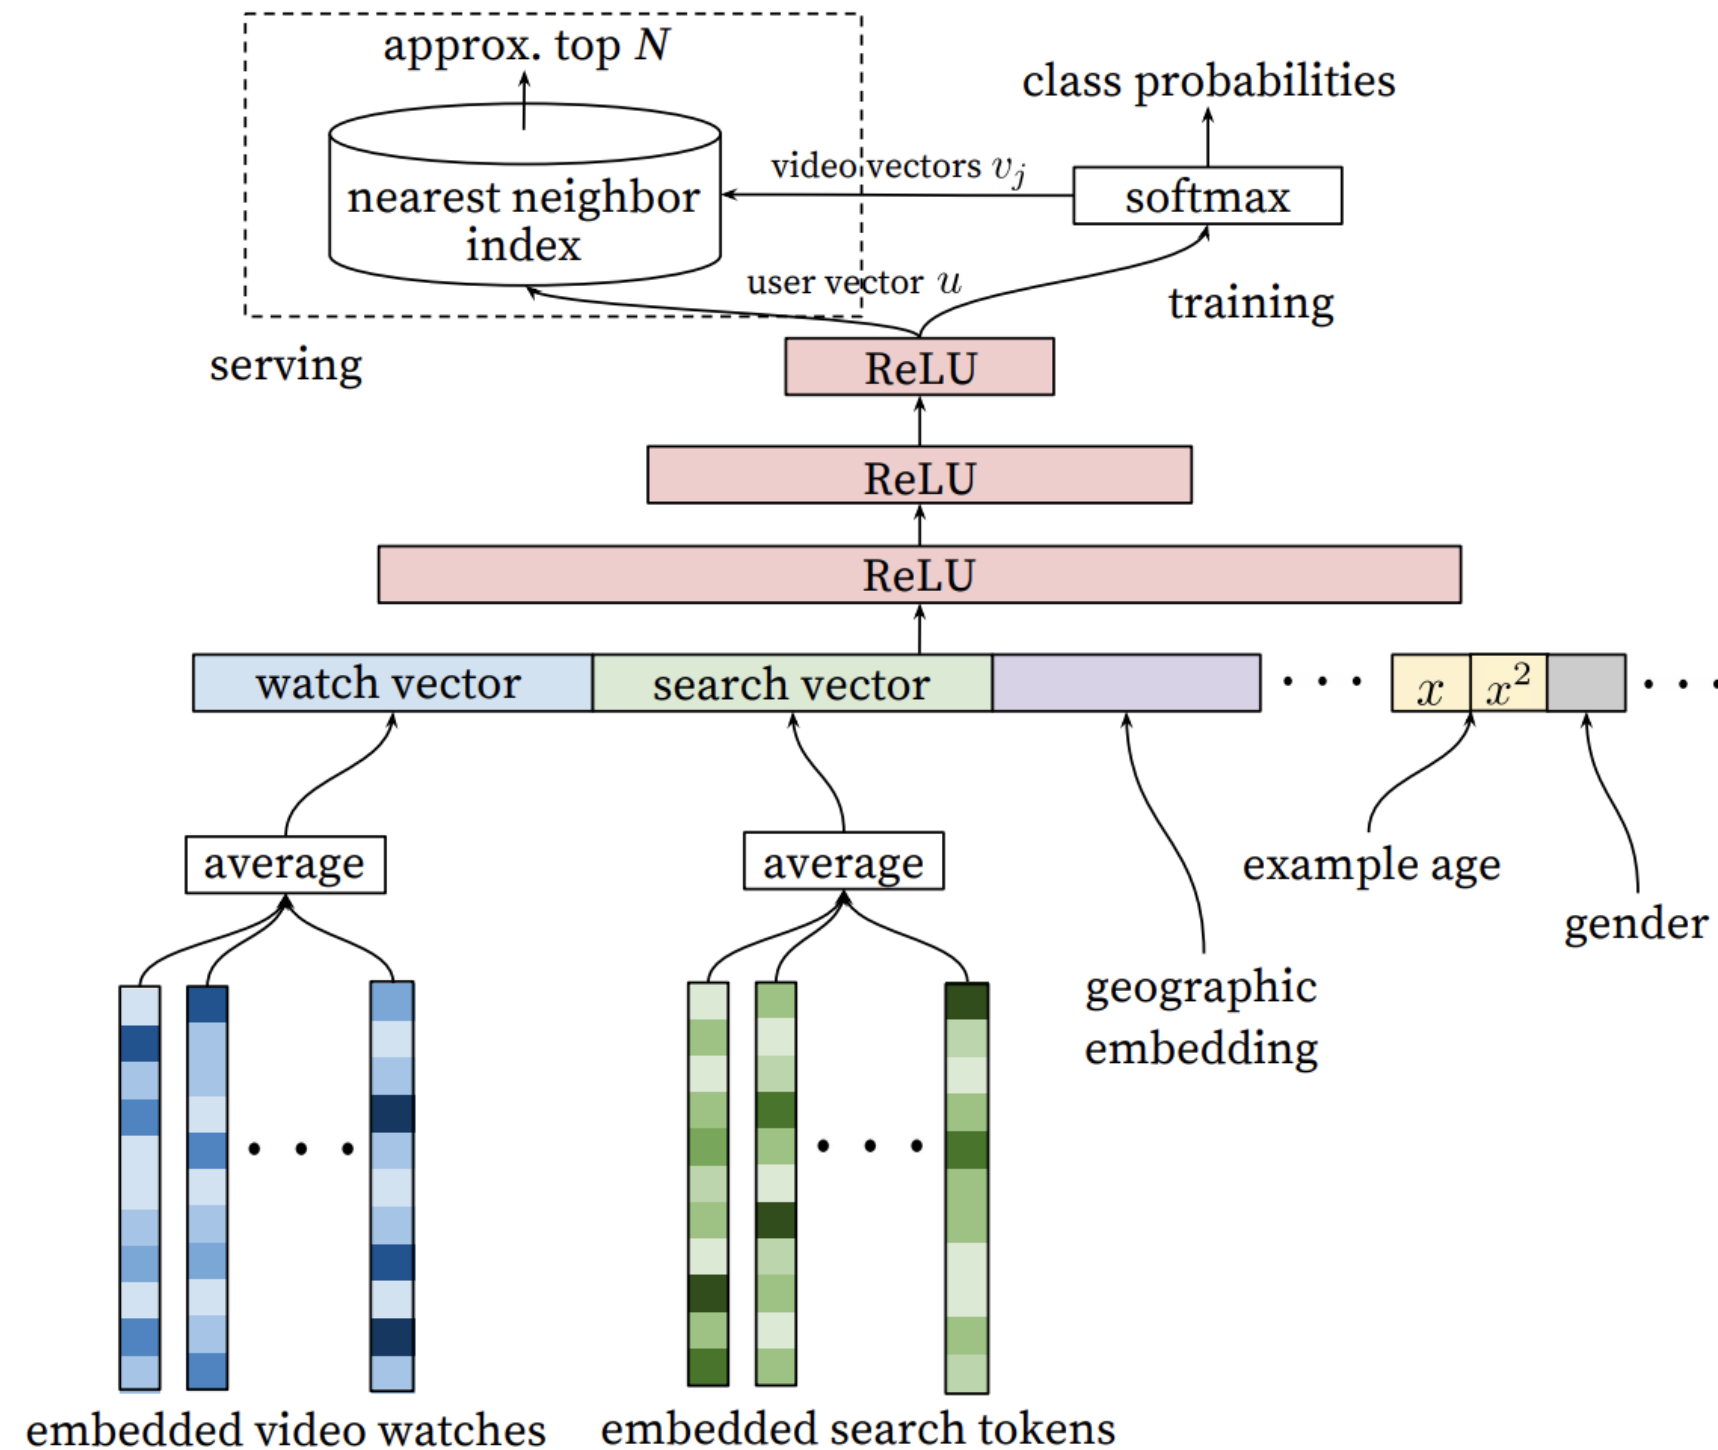 approx. top N
class probabilities
video vectors v_j
nearest neighbor
index
softmax
user vector u
training
serving
ReLU
ReLU
ReLU
watch vector
search vector
. . .
x
x²
. . .
average
average
example age
gender
geographic
embedding
. . .
. . .
embedded video watches
embedded search tokens